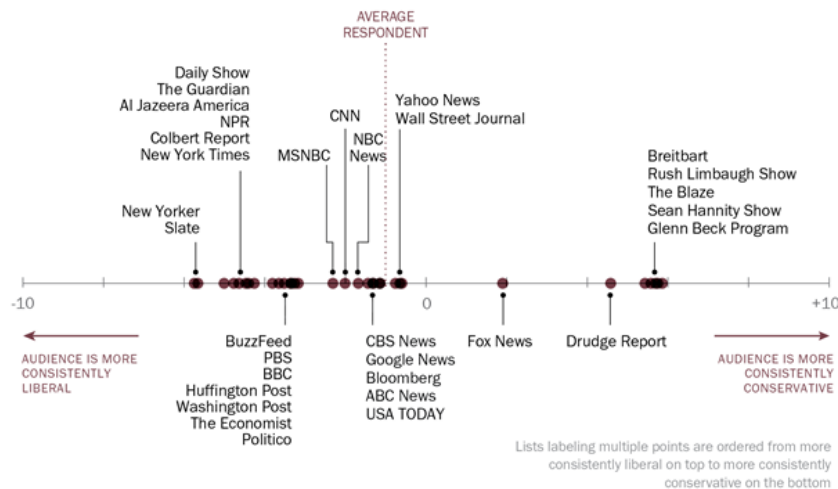 AVERAGE
RESPONDENT
Daily Show
The Guardian
Al Jazeera America
NPR
Colbert Report
New York Times
New Yorker
Slate
MSNBC
CNN
NBC
News
Yahoo News
Wall Street Journal
Breitbart
Rush Limbaugh Show
The Blaze
Sean Hannity Show
Glenn Beck Program
-10
0
+10
AUDIENCE IS MORE
CONSISTENTLY
LIBERAL
BuzzFeed
PBS
BBC
Huffington Post
Washington Post
The Economist
Politico
CBS News
Google News
Bloomberg
ABC News
USA TODAY
Fox News
Drudge Report
AUDIENCE IS MORE
CONSISTENTLY
CONSERVATIVE
Lists labeling multiple points are ordered from more
consistently liberal on top to more consistently
conservative on the bottom